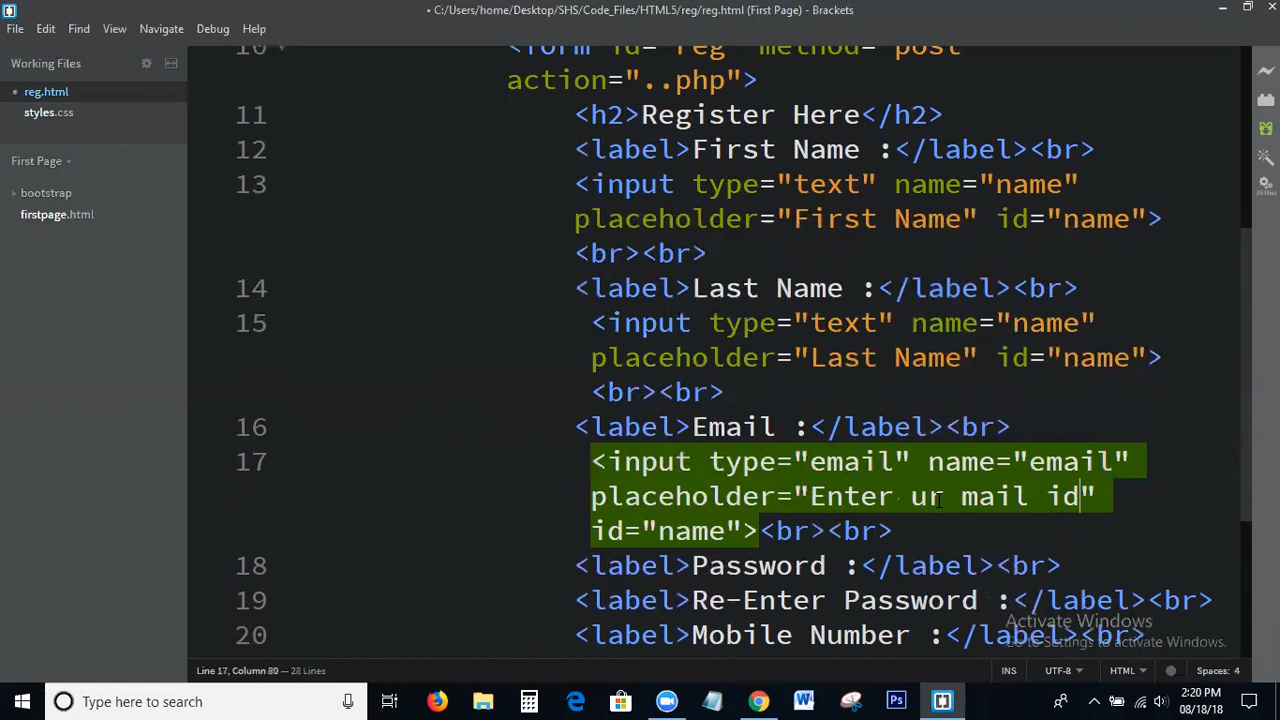 • C:/Users/home/Desktop/SHS/Code_Files/HTML5/reg/reg.html (First Page) - Brackets
File Edit Find View Navigate Debug Help
Working Files
• reg.html
styles.css
First Page
bootstrap
firstpage.html
10 <form id="reg" method="post"
action="..php">
11 <h2>Register Here</h2>
12 <label>First Name :</label><br>
13 <input type="text" name="name"
placeholder="First Name" id="name">
<br><br>
14 <label>Last Name :</label><br>
15 <input type="text" name="name"
placeholder="Last Name" id="name">
<br><br>
16 <label>Email :</label><br>
17 <input type="email" name="email"
placeholder="Enter ur mail id"
id="name"><br><br>
18 <label>Password :</label><br>
19 <label>Re-Enter Password :</label><br>
20 <label>Mobile Number :</label><br>
Activate Windows
Go to Settings to activate Windows.
Line 17, Column 80 — 28 Lines
INS UTF-8 HTML Spaces: 4
Type here to search
2:20 PM
08/18/18